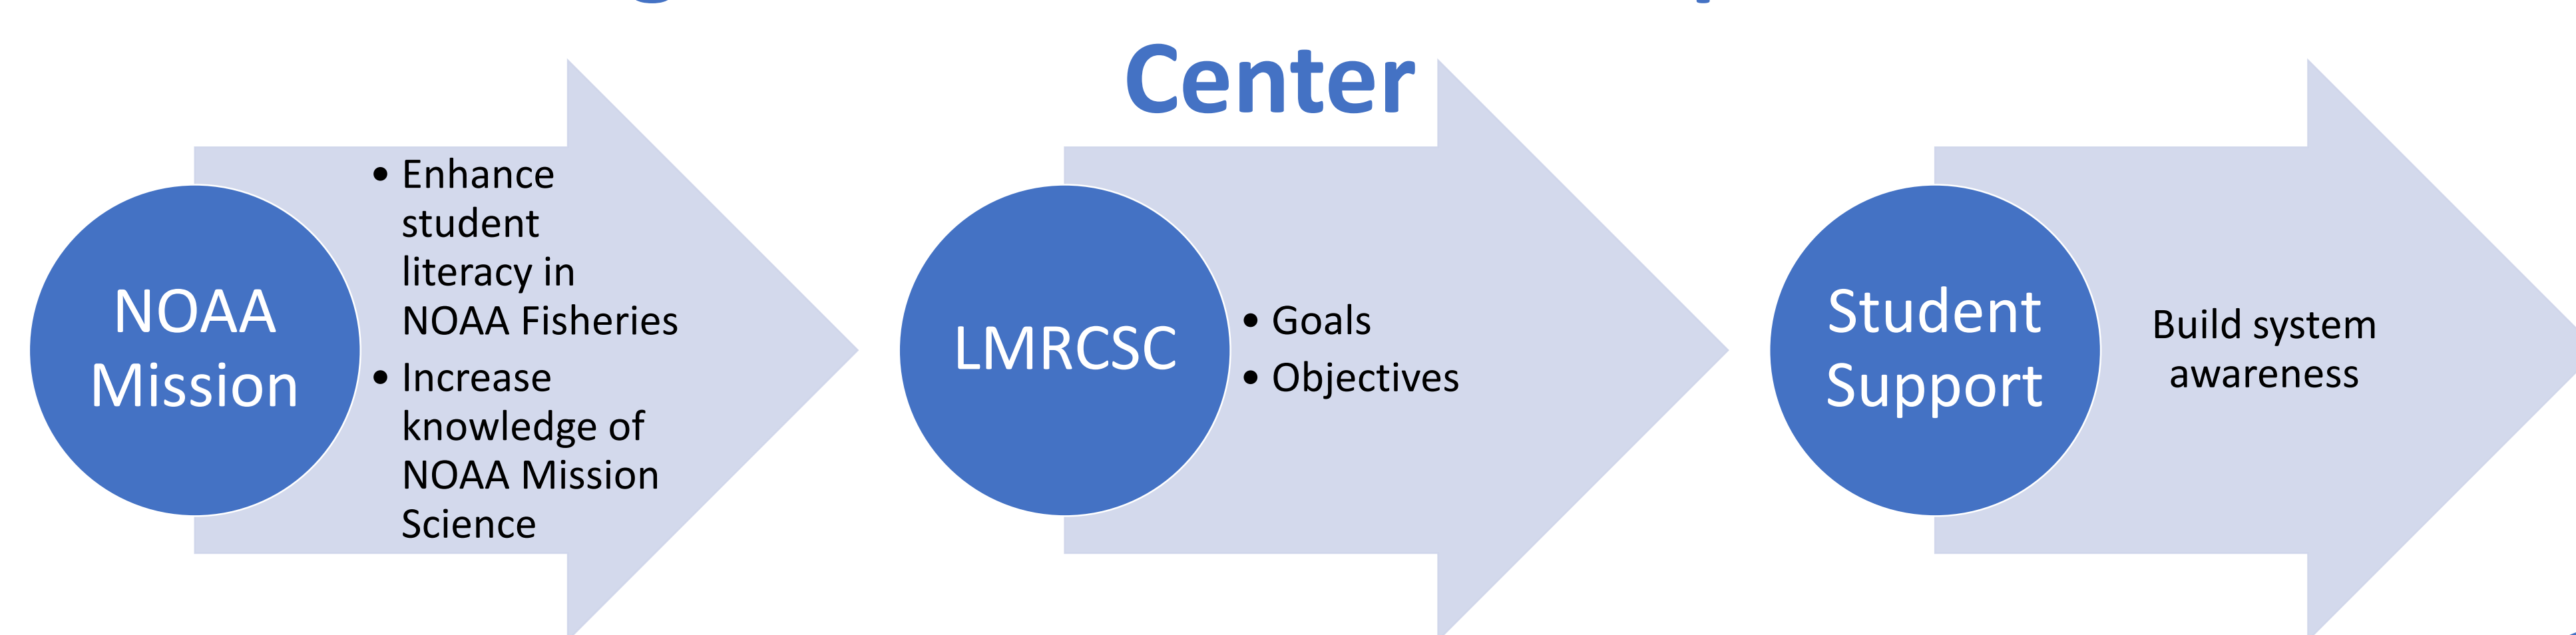 Center
NOAA
Mission
• Enhance
student
literacy in
NOAA Fisheries
• Increase
knowledge of
NOAA Mission
Science
LMRCSC
• Goals
• Objectives
Student
Support
Build system
awareness